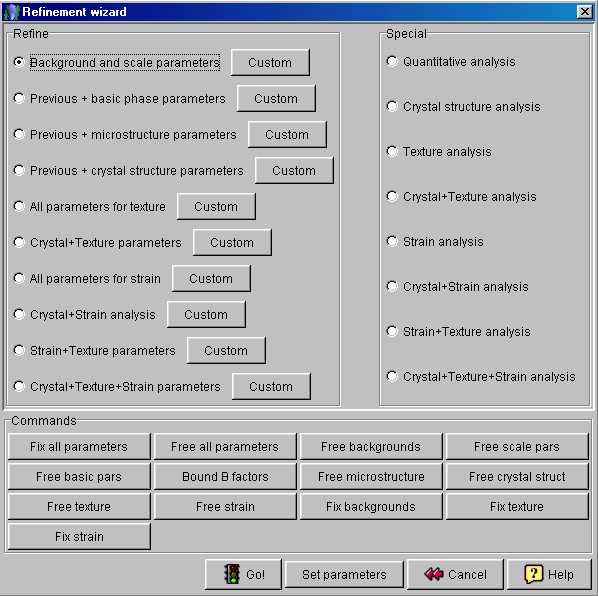 Refinement wizard
Refine
Background and scale parameters Custom
Previous + basic phase parameters Custom
Previous + microstructure parameters Custom
Previous + crystal structure parameters Custom
All parameters for texture Custom
Crystal+Texture parameters Custom
All parameters for strain Custom
Crystal+Strain analysis Custom
Strain+Texture parameters Custom
Crystal+Texture+Strain parameters Custom
Special
Quantitative analysis
Crystal structure analysis
Texture analysis
Crystal+Texture analysis
Strain analysis
Crystal+Strain analysis
Strain+Texture analysis
Crystal+Texture+Strain analysis
Commands
Fix all parameters Free all parameters Free backgrounds Free scale pars
Free basic pars Bound B factors Free microstructure Free crystal struct
Free texture Free strain Fix backgrounds Fix texture
Fix strain
Go! Set parameters Cancel ? Help